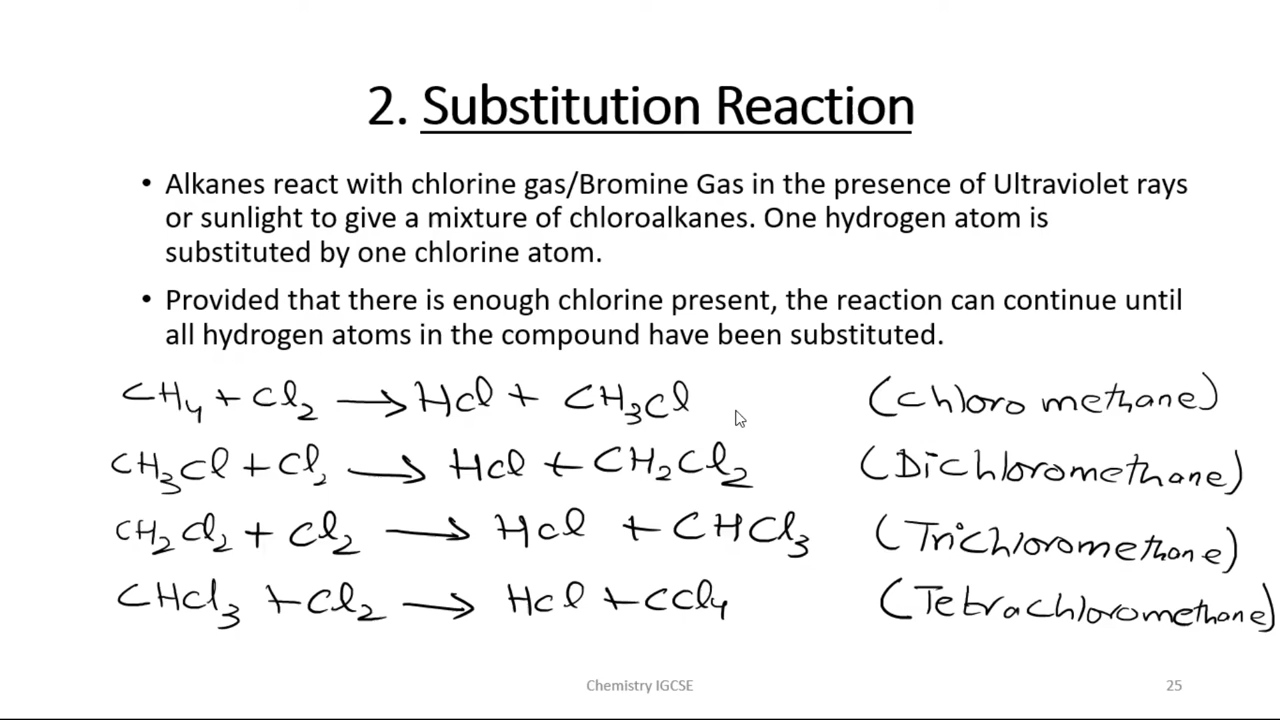 2. Substitution Reaction
• Alkanes react with chlorine gas/Bromine Gas in the presence of Ultraviolet rays
or sunlight to give a mixture of chloroalkanes. One hydrogen atom is
substituted by one chlorine atom.
• Provided that there is enough chlorine present, the reaction can continue until
all hydrogen atoms in the compound have been substituted.
CH₄ + Cl₂ → HCl + CH₃Cl (Chloro methane)
CH₃Cl + Cl₂ → HCl + CH₂Cl₂ (Dichloromethane)
CH₂Cl₂ + Cl₂ → HCl + CHCl₃ (Trichloromethane)
CHCl₃ + Cl₂ → HCl + CCl₄ (Tetrachloromethane)
Chemistry IGCSE 25